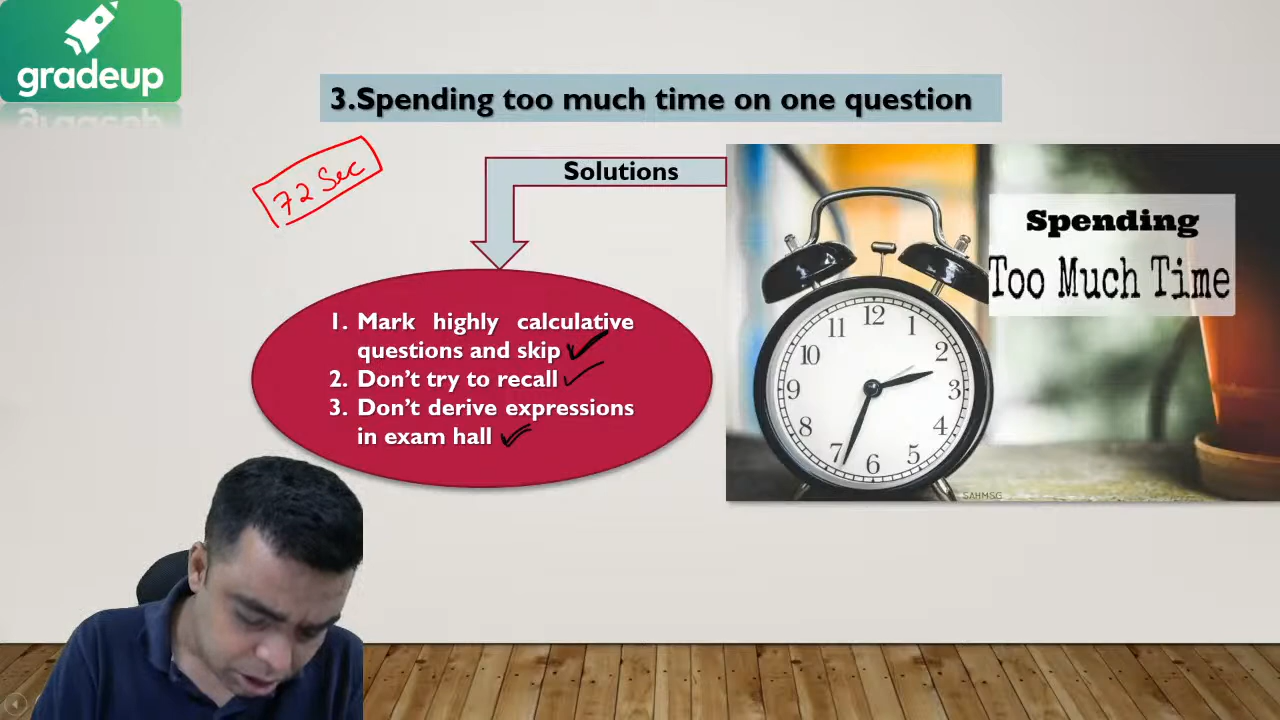 gradeup
3.Spending too much time on one question
72 Sec
Solutions
Spending
Too Much Time
1. Mark highly calculative
questions and skip
2. Don’t try to recall
3. Don’t derive expressions
in exam hall
12
1
2
3
4
5
6
7
8
9
10
11
SAHMSG